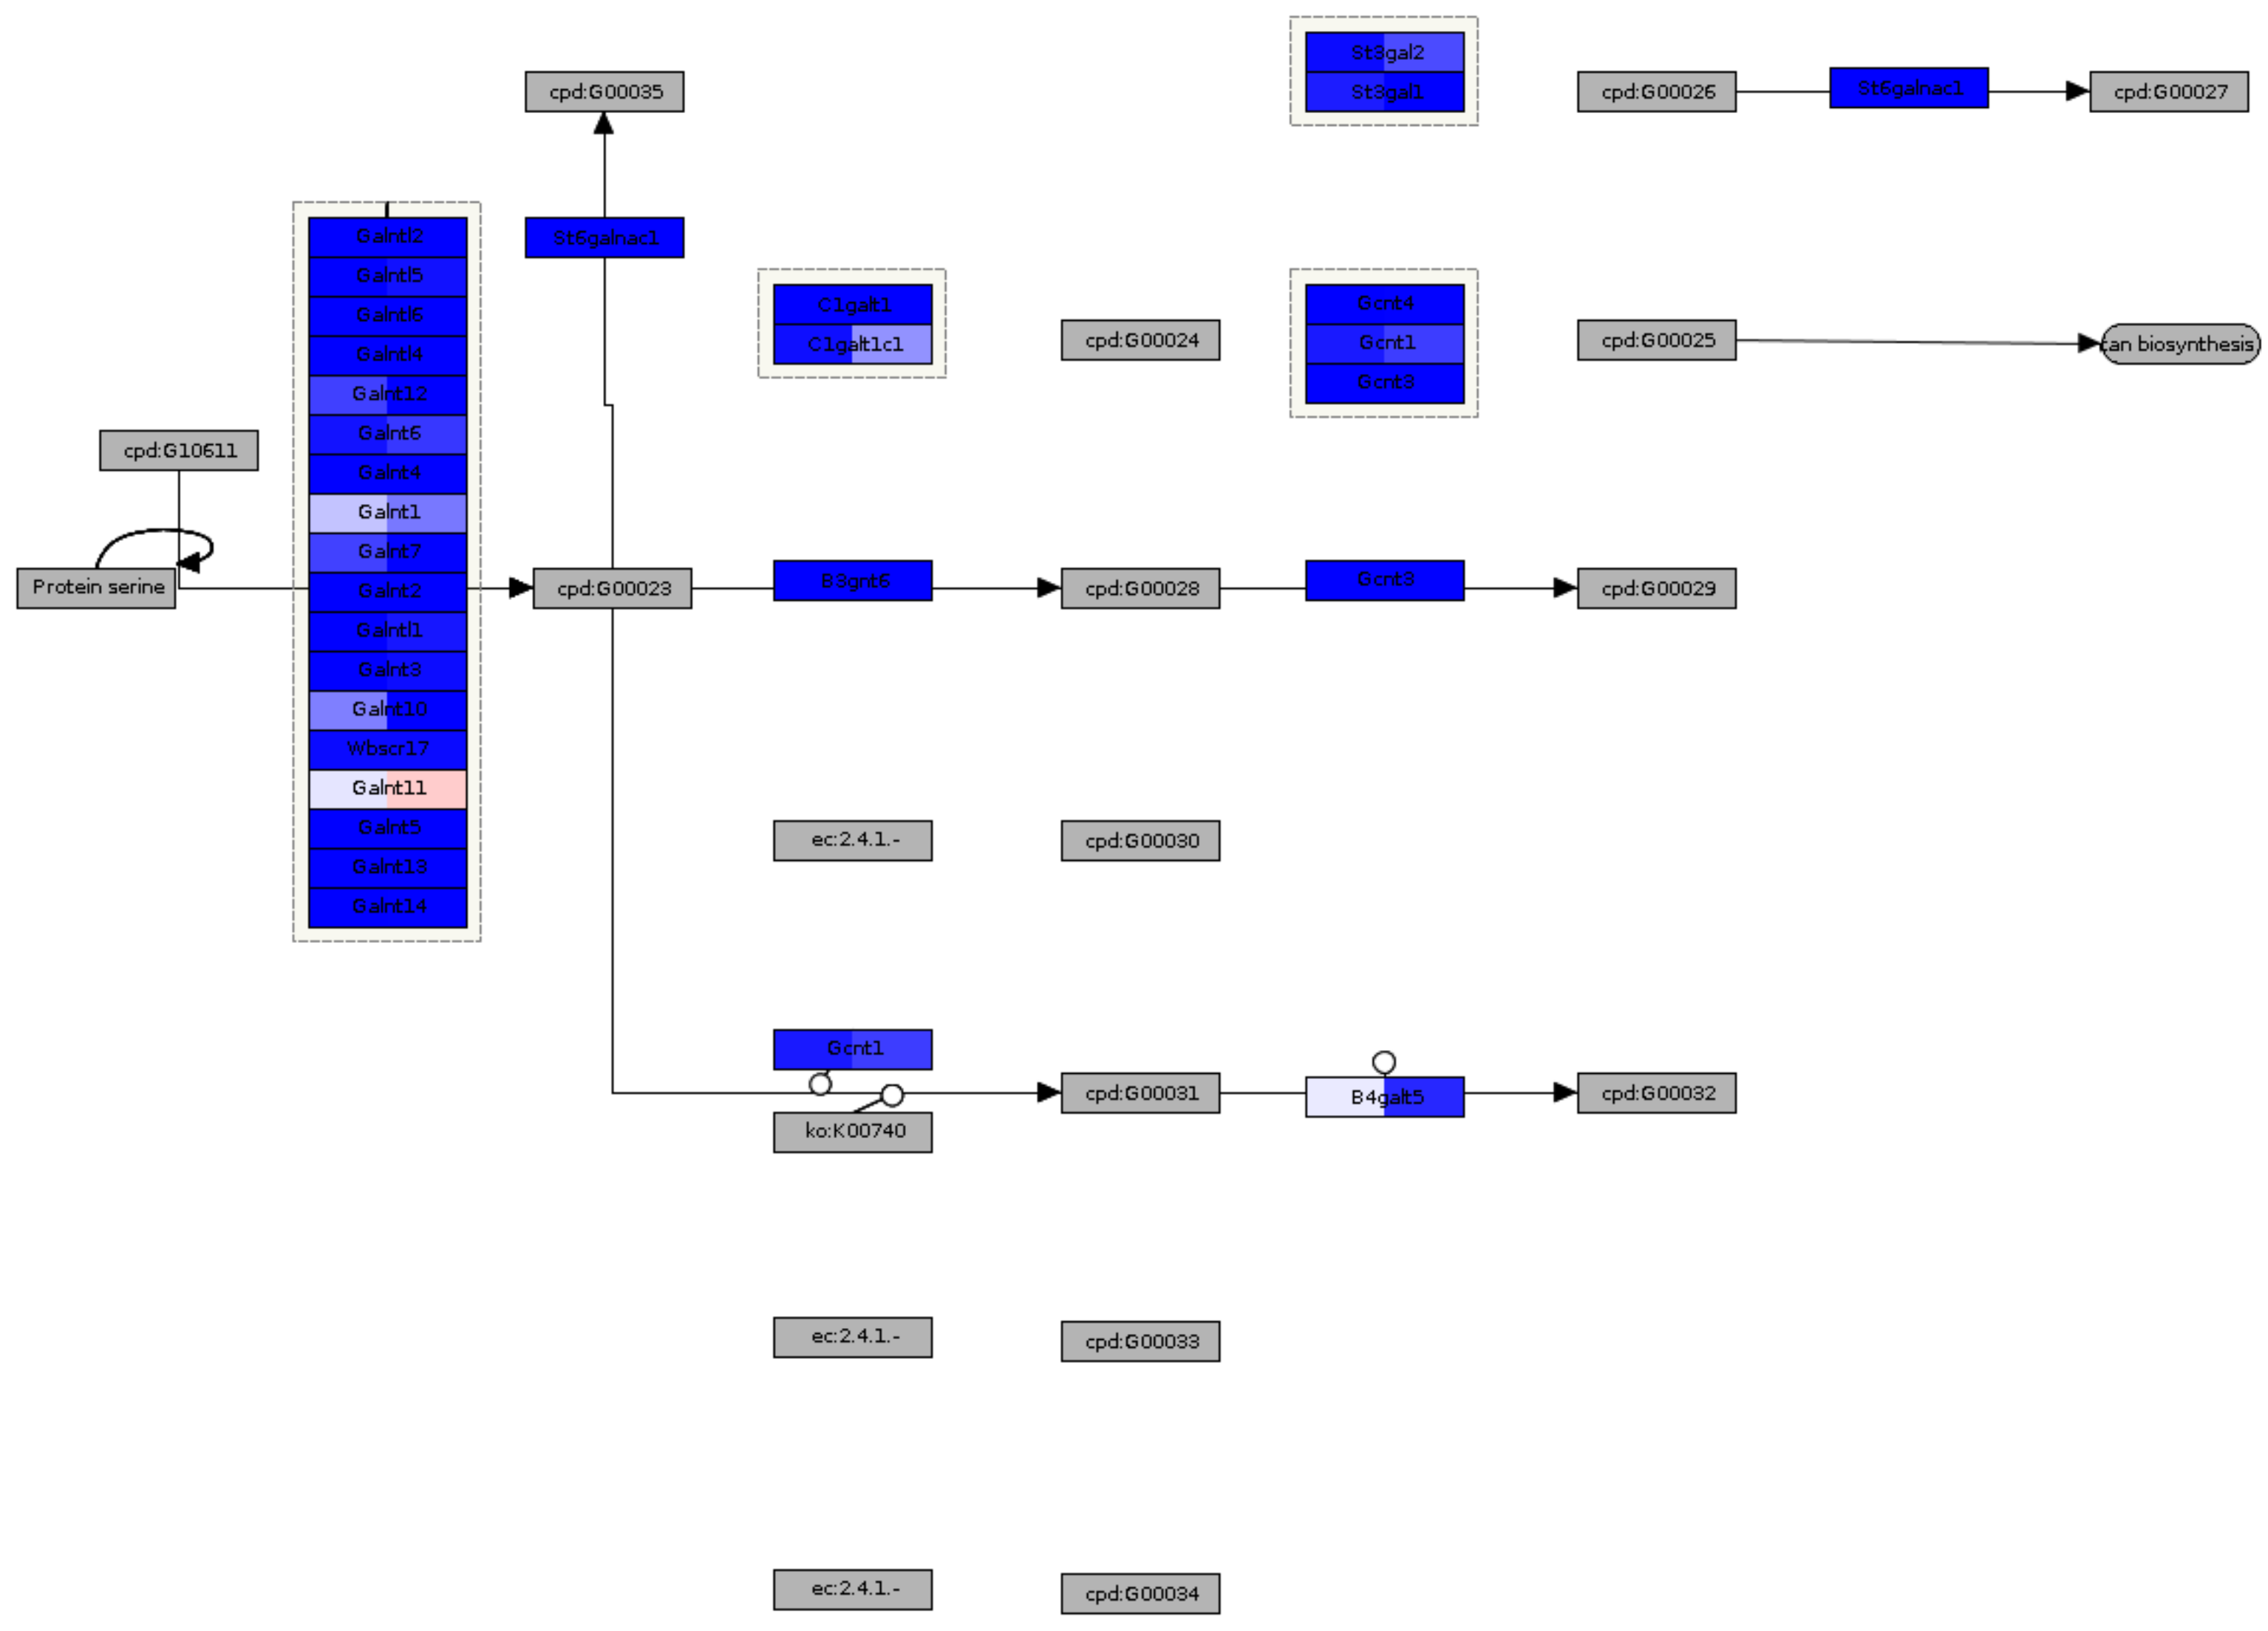 St3gal2
St3gal1
cpd:G00035
cpd:G00026
St6galnac1
cpd:G00027
St6galnac1
Galntl2
Galntl5
Galntl6
Galntl4
Galnt12
Galnt6
Galnt4
Galnt1
Galnt7
Galnt2
Galntl1
Galnt3
Galnt10
Wbscr17
Galnt11
Galnt5
Galnt13
Galnt14
C1galt1
C1galt1c1
cpd:G00024
Gcnt4
Gcnt1
Gcnt3
cpd:G00025
can biosynthesis
cpd:G10611
Protein serine
cpd:G00023
B3gnt6
cpd:G00028
Gcnt3
cpd:G00029
ec:2.4.1.-
cpd:G00030
Gcnt1
ko:K00740
cpd:G00031
B4galt5
cpd:G00032
ec:2.4.1.-
cpd:G00033
ec:2.4.1.-
cpd:G00034